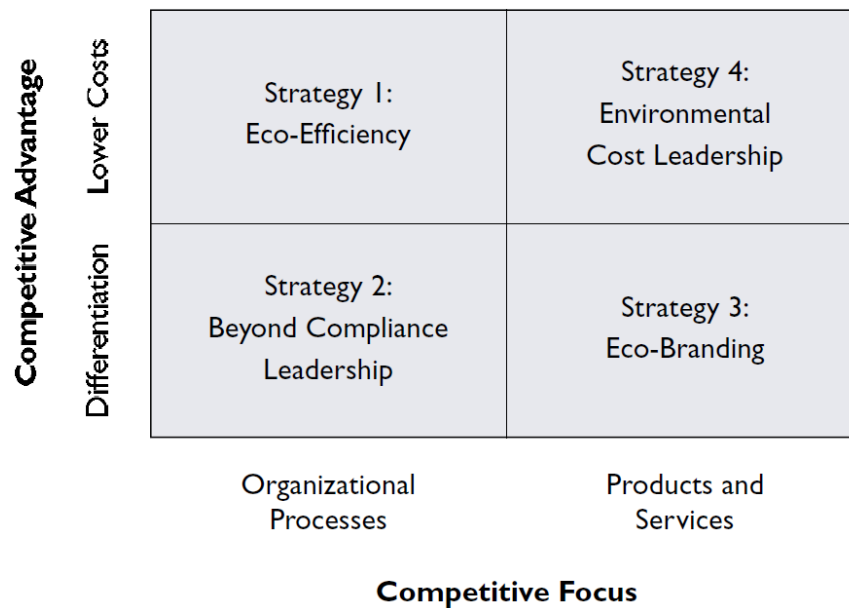 Competitive Advantage
Lower Costs
Differentiation
Strategy 1:
Eco-Efficiency
Strategy 4:
Environmental
Cost Leadership
Strategy 2:
Beyond Compliance
Leadership
Strategy 3:
Eco-Branding
Organizational
Processes
Products and
Services
Competitive Focus